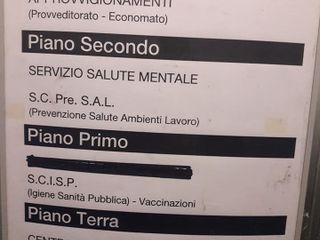 APPROVVIGIONAMENTI
(Provveditorato - Economato)
Piano Secondo
SERVIZIO SALUTE MENTALE
S.C. Pre. S.A.L.
(Prevenzione Salute Ambienti Lavoro)
Piano Primo
S.C.I.S.P.
(Igiene Sanità Pubblica) - Vaccinazioni
Piano Terra